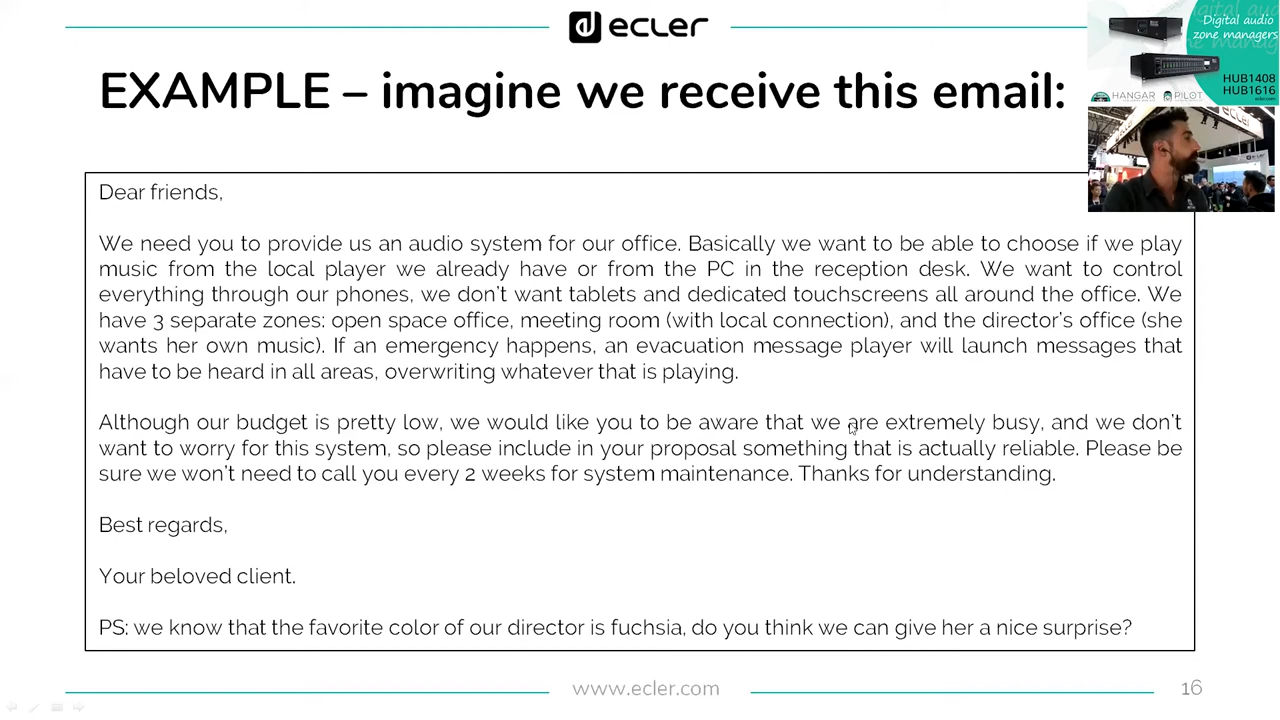 ecler
EXAMPLE – imagine we receive this email:
Digital audio
zone managers
HUB1408
HUB1616
ecler.com
HANGAR
PILOT
Dear friends,
We need you to provide us an audio system for our office. Basically we want to be able to choose if we play
music from the local player we already have or from the PC in the reception desk. We want to control
everything through our phones, we don't want tablets and dedicated touchscreens all around the office. We
have 3 separate zones: open space office, meeting room (with local connection), and the director's office (she
wants her own music). If an emergency happens, an evacuation message player will launch messages that
have to be heard in all areas, overwriting whatever that is playing.
Although our budget is pretty low, we would like you to be aware that we are extremely busy, and we don't
want to worry for this system, so please include in your proposal something that is actually reliable. Please be
sure we won't need to call you every 2 weeks for system maintenance. Thanks for understanding.
Best regards,
Your beloved client.
PS: we know that the favorite color of our director is fuchsia, do you think we can give her a nice surprise?
www.ecler.com
16